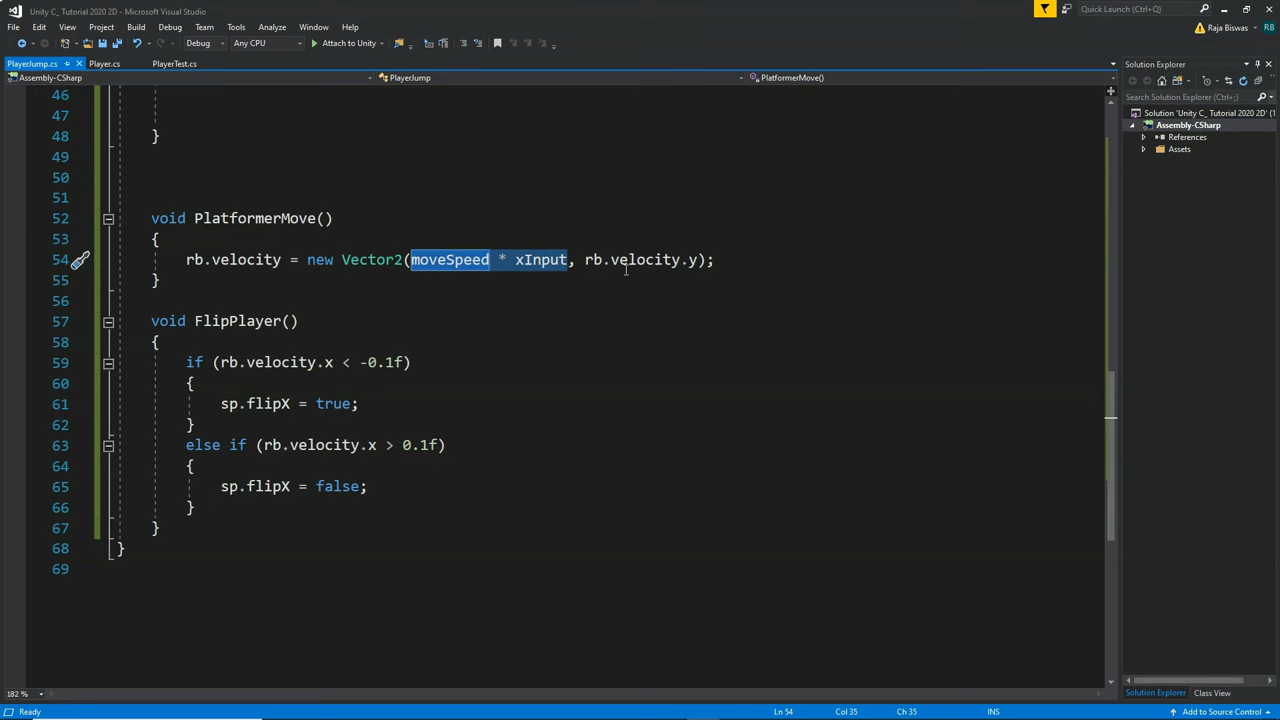 Unity C_ Tutorial 2020 2D - Microsoft Visual Studio
Quick Launch (Ctrl+;)
File Edit View Project Build Debug Team Tools Analyze Window Help
Raja Biswas RB
Debug Any CPU Attach to Unity
PlayerJump.cs Player.cs PlayerTest.cs
Assembly-CSharp PlayerJump PlatformerMove()
46
47
48 }
49
50
51
52 void PlatformerMove()
53 {
54 rb.velocity = new Vector2(moveSpeed * xInput, rb.velocity.y);
55 }
56
57 void FlipPlayer()
58 {
59 if (rb.velocity.x < -0.1f)
60 {
61 sp.flipX = true;
62 }
63 else if (rb.velocity.x > 0.1f)
64 {
65 sp.flipX = false;
66 }
67 }
68 }
69
182 %
Solution Explorer
Search Solution Explorer (Ctrl+;)
Solution 'Unity C_ Tutorial 2020 2D' (1
Assembly-CSharp
References
Assets
Solution Explorer Class View
Ready Ln 54 Col 35 Ch 35 INS Add to Source Control